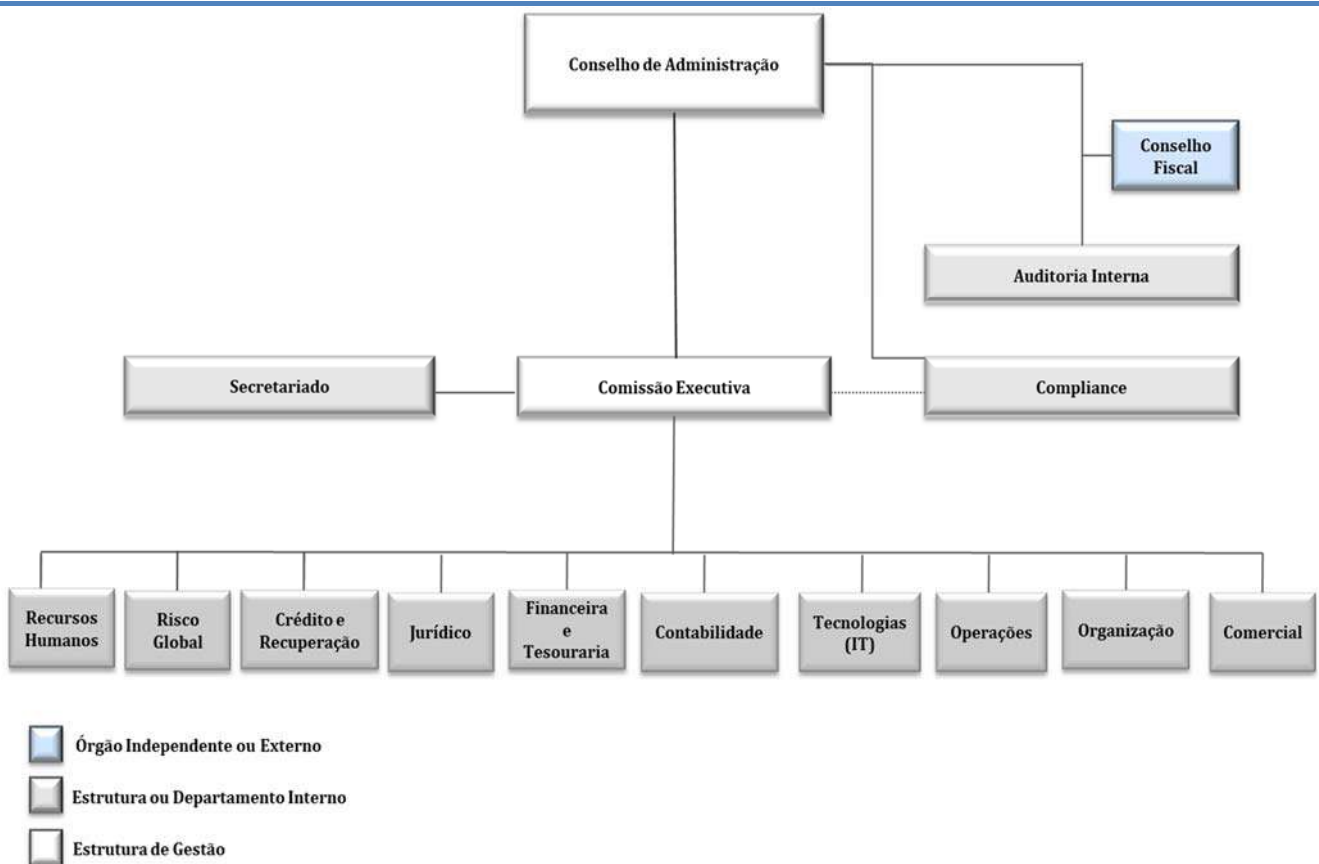 Conselho de Administração
Conselho
Fiscal
Auditoria Interna
Secretariado
Comissão Executiva
Compliance
Recursos
Humanos
Risco
Global
Crédito e
Recuperação
Jurídico
Financeira
e
Tesouraria
Contabilidade
Tecnologias
(IT)
Operações
Organização
Comercial
Órgão Independente ou Externo
Estrutura ou Departamento Interno
Estrutura de Gestão